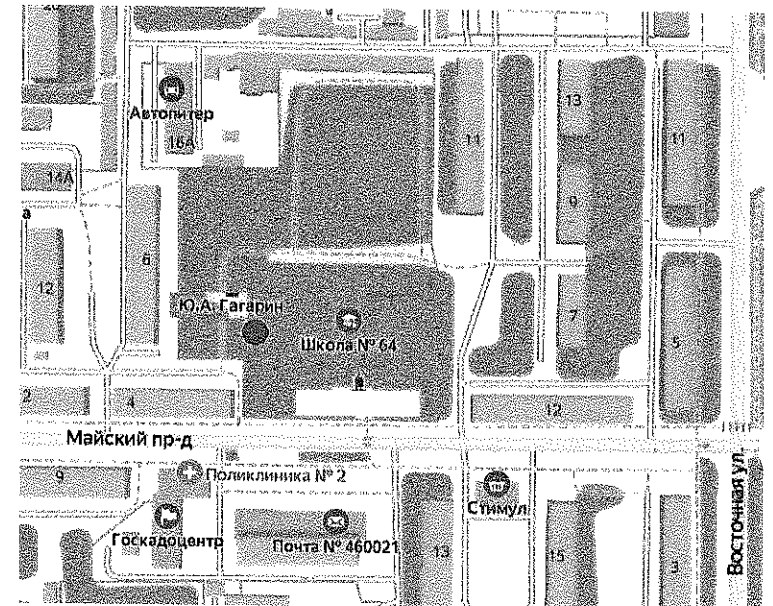 20
13
11
11
Автопитер
16А
14А
9
6
12
Ю.А. Гагарин
7
Школа № 64
5
2
4
12
Майский пр-д
9
Поликлиника № 2
Стимул
Госкадоцентр
Почта № 460021
13
15
3
Восточная ул.